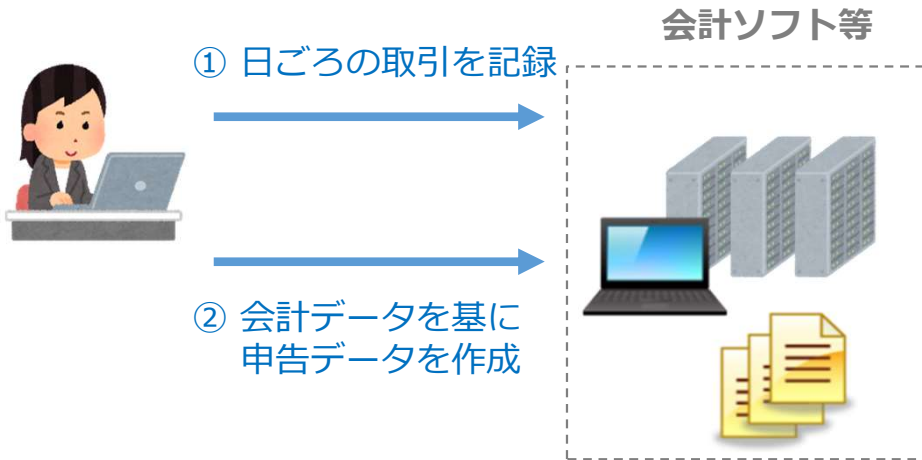 会計ソフト等
① 日ごろの取引を記録
② 会計データを基に
申告データを作成